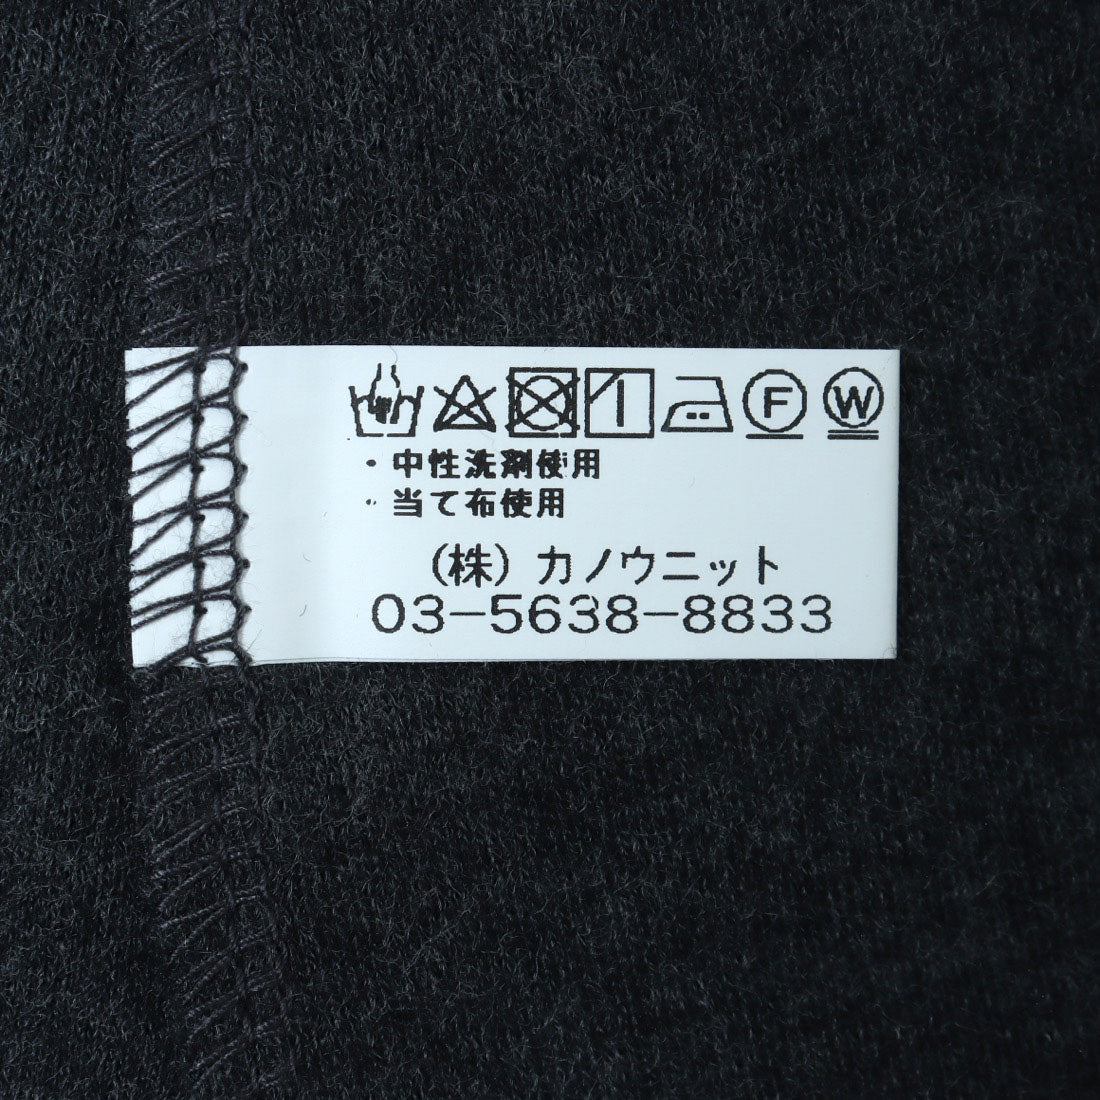 F W
・中性洗剤使用
・当て布使用
(株) カノウニット
03-5638-8833